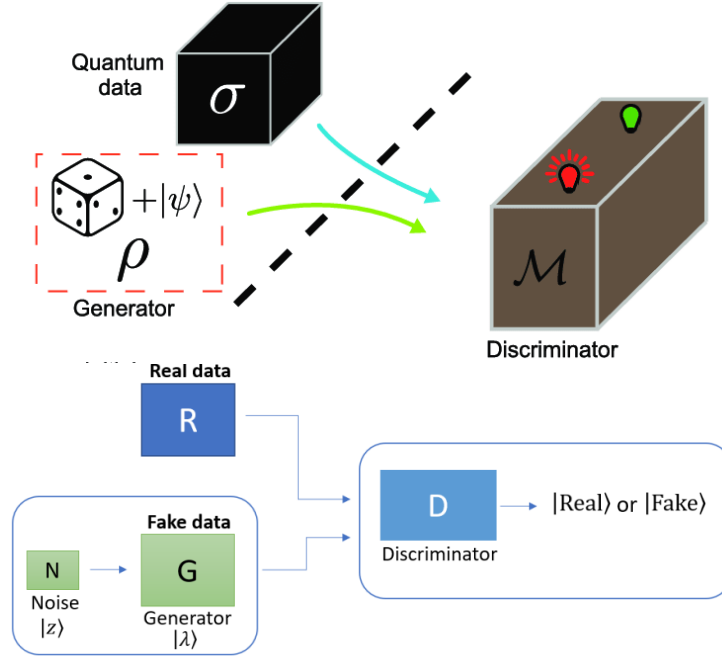 Quantum
data
σ
+|ψ⟩
ρ
Generator
M
Discriminator
Real data
R
Fake data
N
G
D
|Real⟩ or |Fake⟩
Discriminator
Noise
|z⟩
Generator
|λ⟩